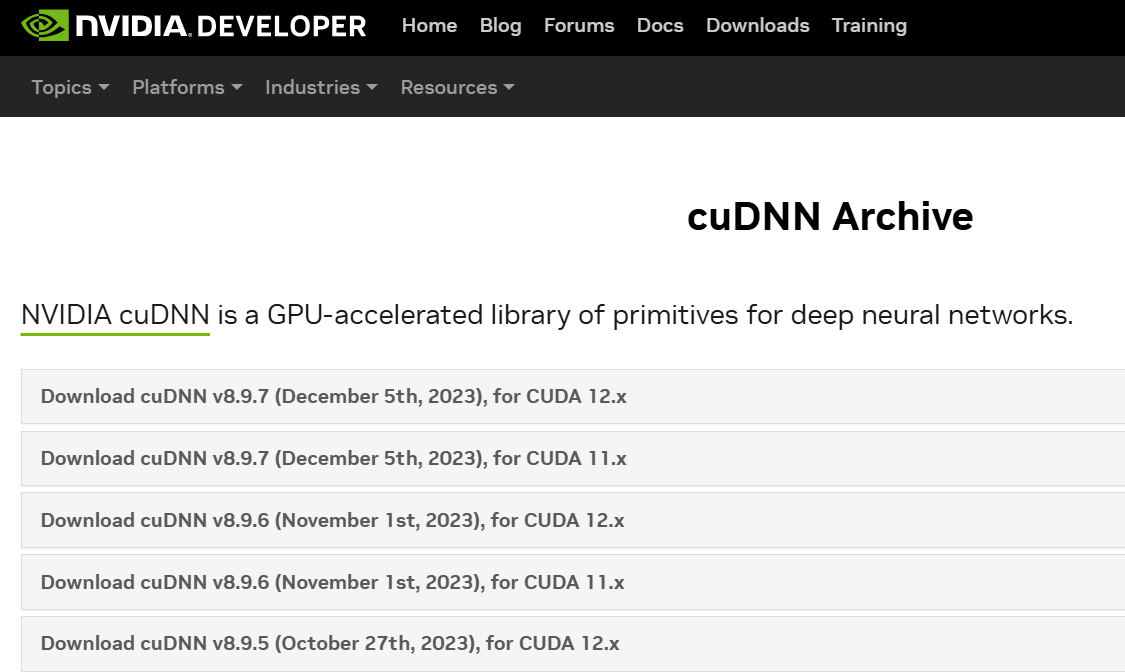 NVIDIA. DEVELOPER Home Blog Forums Docs Downloads Training
Topics Platforms Industries Resources
cuDNN Archive
NVIDIA cuDNN is a GPU-accelerated library of primitives for deep neural networks.
Download cuDNN v8.9.7 (December 5th, 2023), for CUDA 12.x
Download cuDNN v8.9.7 (December 5th, 2023), for CUDA 11.x
Download cuDNN v8.9.6 (November 1st, 2023), for CUDA 12.x
Download cuDNN v8.9.6 (November 1st, 2023), for CUDA 11.x
Download cuDNN v8.9.5 (October 27th, 2023), for CUDA 12.x